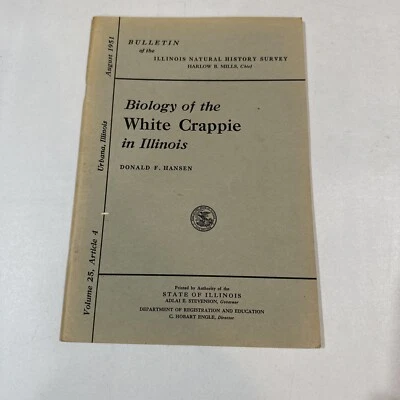 BULLETIN
of the
ILLINOIS NATURAL HISTORY SURVEY
HARLOW B. MILLS, Chief
Volume 25, Article 4
Urbana, Illinois
August 1951
Biology of the
White Crappie
in Illinois
DONALD F. HANSEN
Printed by Authority of the
STATE OF ILLINOIS
ADLAI E. STEVENSON, Governor
DEPARTMENT OF REGISTRATION AND EDUCATION
C. HOBART ENGLE, Director